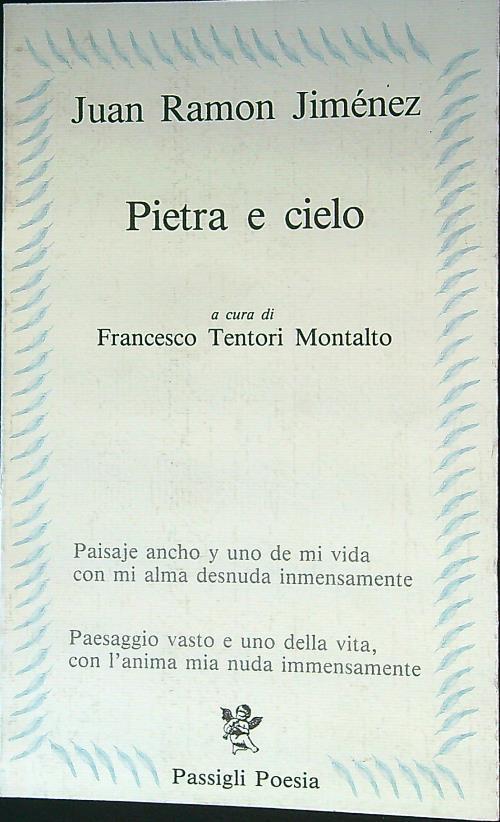 Juan Ramon Jiménez
Pietra e cielo
a cura di
Francesco Tentori Montalto
Paisaje ancho y uno de mi vida
con mi alma desnuda inmensamente
Paesaggio vasto e uno della vita,
con l'anima mia nuda immensamente
Passigli Poesia